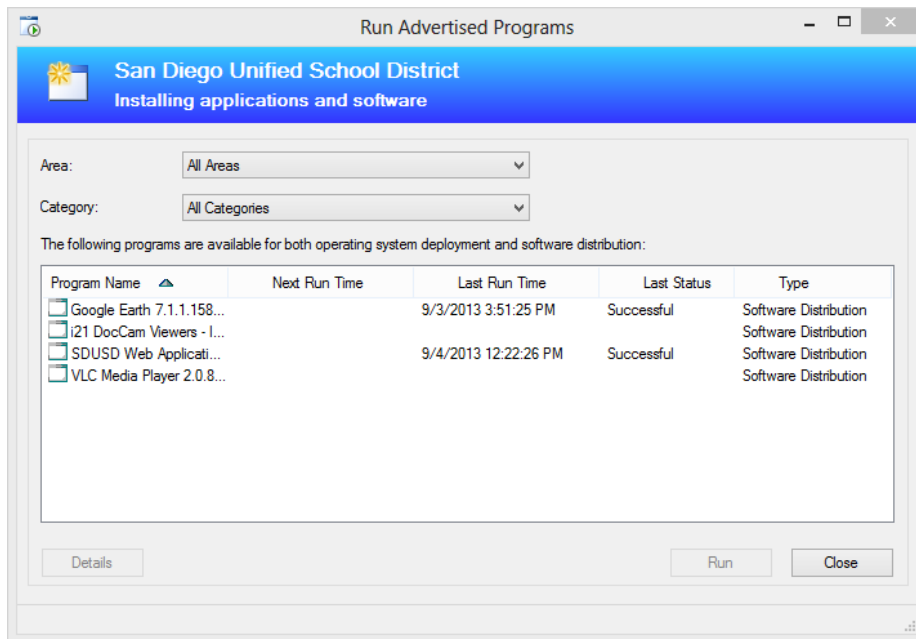 Run Advertised Programs
San Diego Unified School District
Installing applications and software
Area: All Areas
Category: All Categories
The following programs are available for both operating system deployment and software distribution:
Program Name Next Run Time Last Run Time Last Status Type
Google Earth 7.1.1.158... 9/3/2013 3:51:25 PM Successful Software Distribution
i21 DocCam Viewers - I... Software Distribution
SDUSD Web Applicati... 9/4/2013 12:22:26 PM Successful Software Distribution
VLC Media Player 2.0.8... Software Distribution
Details Run Close